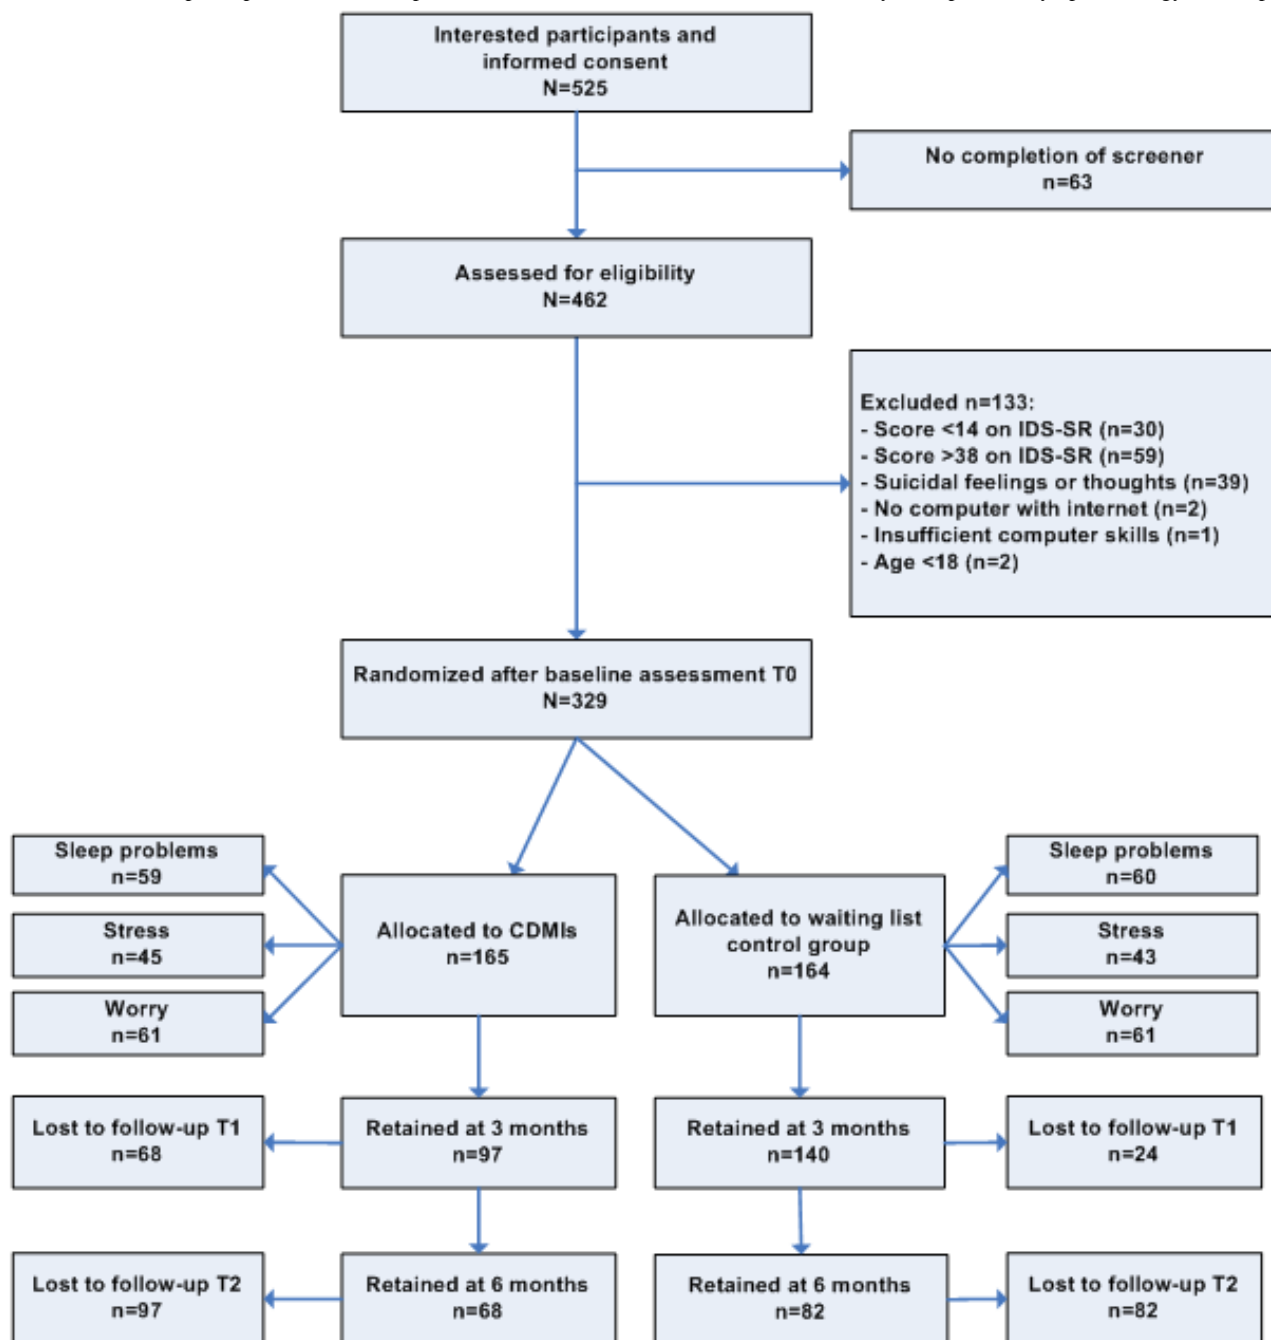 Interested participants and
informed consent
N=525
No completion of screener
n=63
Assessed for eligibility
N=462
Excluded n=133:
- Score <14 on IDS-SR (n=30)
- Score >38 on IDS-SR (n=59)
- Suicidal feelings or thoughts (n=39)
- No computer with internet (n=2)
- Insufficient computer skills (n=1)
- Age <18 (n=2)
Randomized after baseline assessment T0
N=329
Sleep problems
n=59
Stress
n=45
Worry
n=61
Allocated to CDMIs
n=165
Allocated to waiting list
control group
n=164
Sleep problems
n=60
Stress
n=43
Worry
n=61
Lost to follow-up T1
n=68
Retained at 3 months
n=97
Retained at 3 months
n=140
Lost to follow-up T1
n=24
Lost to follow-up T2
n=97
Retained at 6 months
n=68
Retained at 6 months
n=82
Lost to follow-up T2
n=82